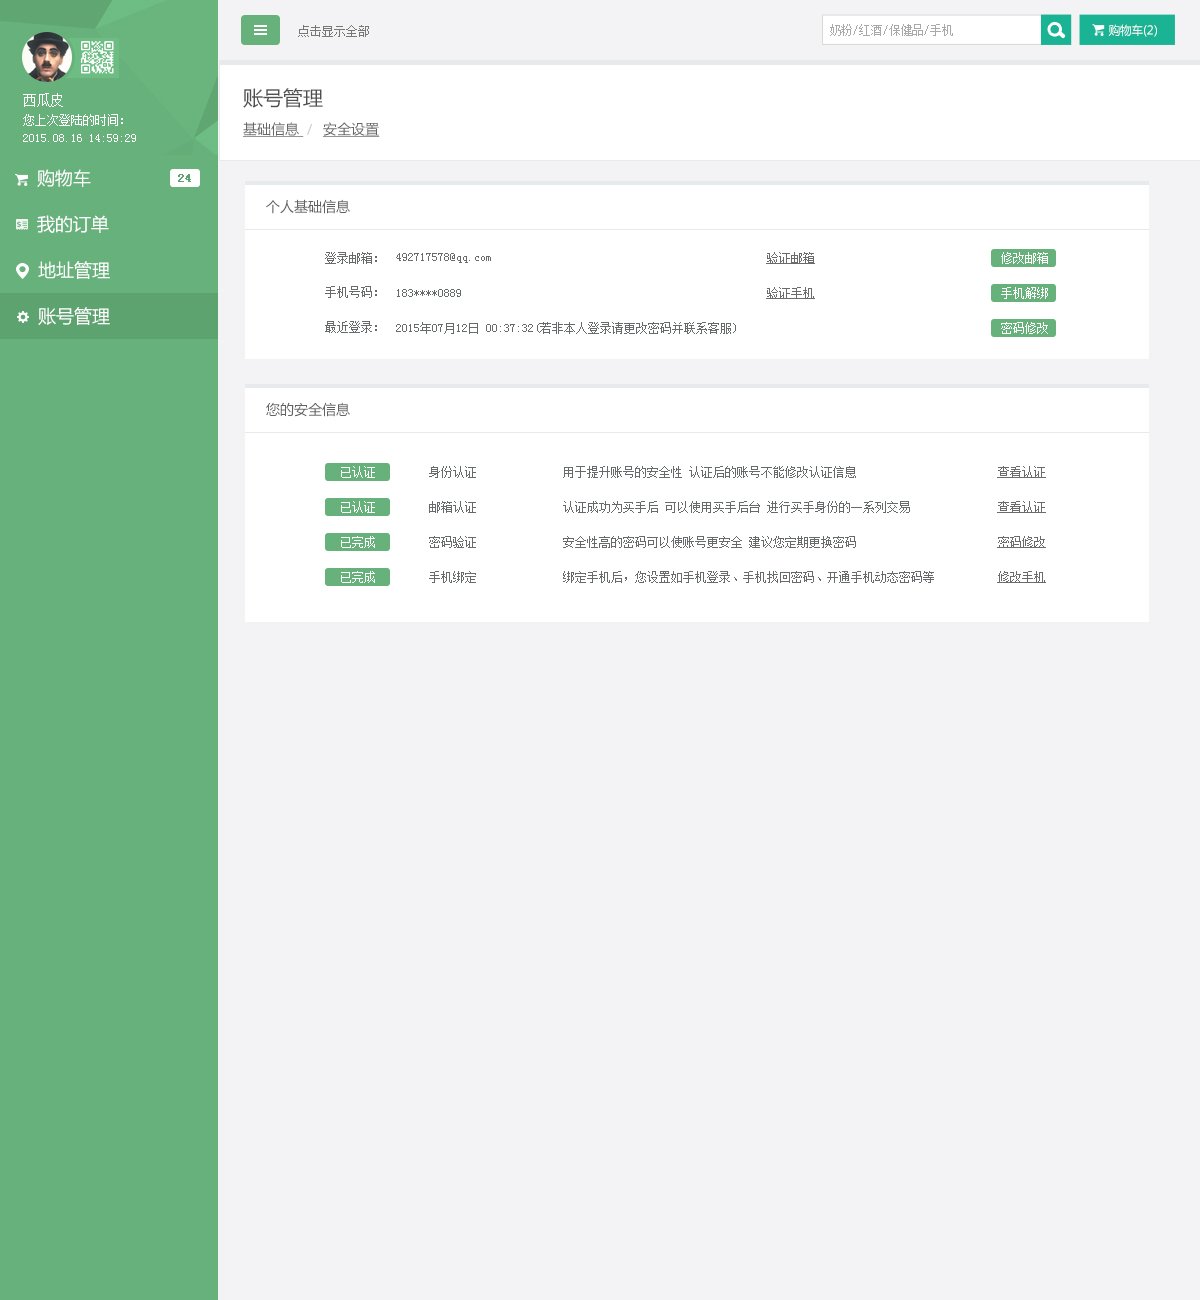 西瓜皮
您上次登陆的时间：
2015.08.16 14:59:29
购物车 24
我的订单
地址管理
账号管理
点击显示全部
奶粉/红酒/保健品/手机
购物车(2)
账号管理
基础信息 / 安全设置
个人基础信息
登录邮箱： 492717578@qq.com 验证邮箱 修改邮箱
手机号码： 183****0889 验证手机 手机解绑
最近登录： 2015年07月12日 00:37:32(若非本人登录请更改密码并联系客服) 密码修改
您的安全信息
已认证 身份认证 用于提升账号的安全性 认证后的账号不能修改认证信息 查看认证
已认证 邮箱认证 认证成功为买手后 可以使用买手后台 进行买手身份的一系列交易 查看认证
已完成 密码验证 安全性高的密码可以使账号更安全 建议您定期更换密码 密码修改
已完成 手机绑定 绑定手机后，您设置如手机登录、手机找回密码、开通手机动态密码等 修改手机